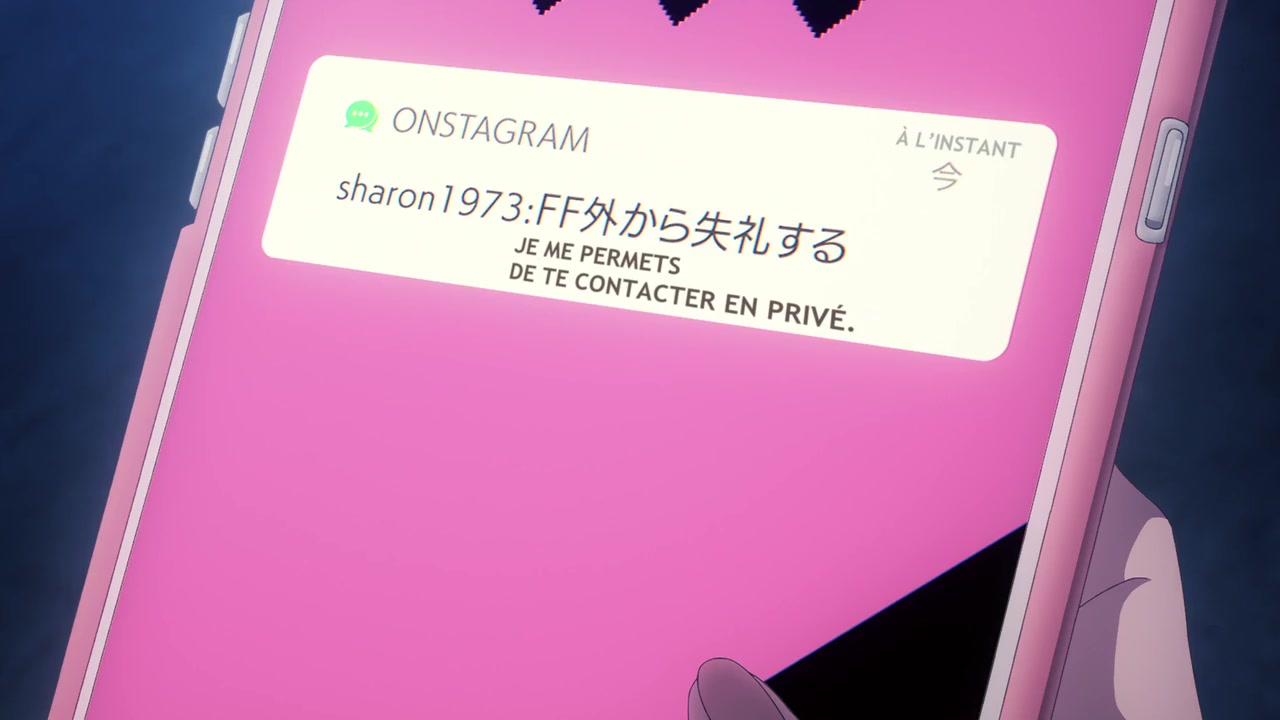 ONSTAGRAM
À L'INSTANT
今
sharon1973:FF外から失礼する
JE ME PERMETS
DE TE CONTACTER EN PRIVÉ.